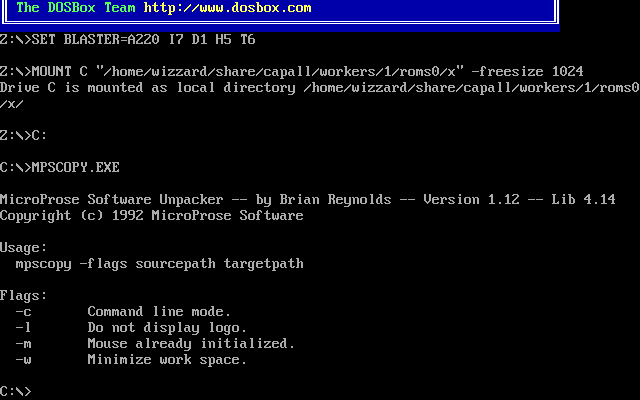 The DOSBox Team http://www.dosbox.com
Z:\>SET BLASTER=A220 I7 D1 H5 T6
Z:\>MOUNT C "/home/wizzard/share/capall/workers/1/roms0/x" -freesize 1024
Drive C is mounted as local directory /home/wizzard/share/capall/workers/1/roms0
/x/
Z:\>C:
C:\>MPSCOPY.EXE
MicroProse Software Unpacker -- by Brian Reynolds -- Version 1.12 -- Lib 4.14
Copyright (c) 1992 MicroProse Software
Usage:
  mpscopy -flags sourcepath targetpath
Flags:
  -c       Command line mode.
  -l       Do not display logo.
  -m       Mouse already initialized.
  -w       Minimize work space.
C:\>